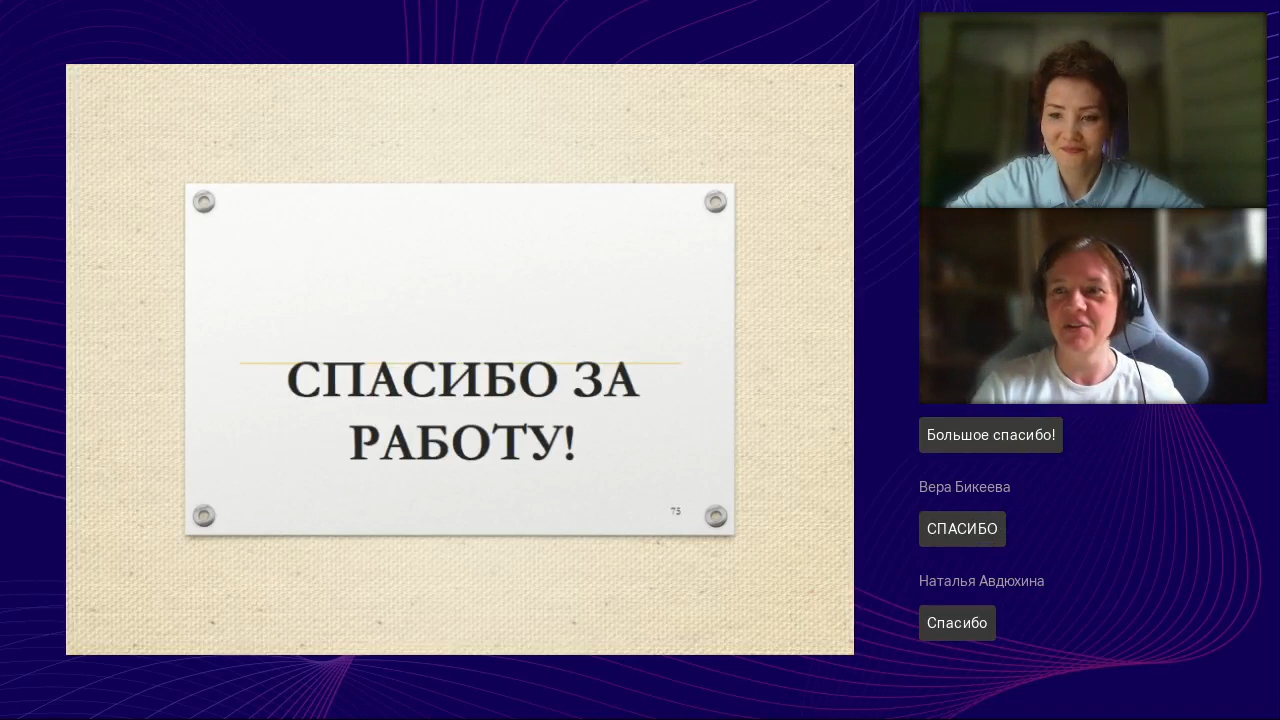 СПАСИБО ЗА
РАБОТУ!
75
Большое спасибо!
Вера Бикеева
СПАСИБО
Наталья Авдюхина
Спасибо